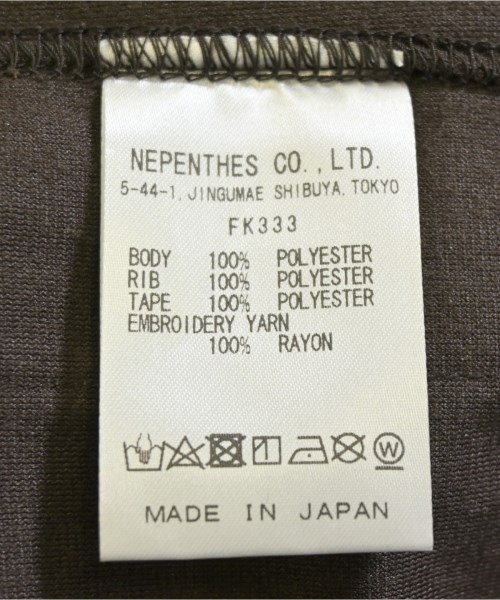 NEPENTHES CO.,LTD.
5-44-1, JINGUMAE SHIBUYA, TOKYO
FK333
BODY 100% POLYESTER
RIB 100% POLYESTER
TAPE 100% POLYESTER
EMBROIDERY YARN
100% RAYON
W
MADE IN JAPAN